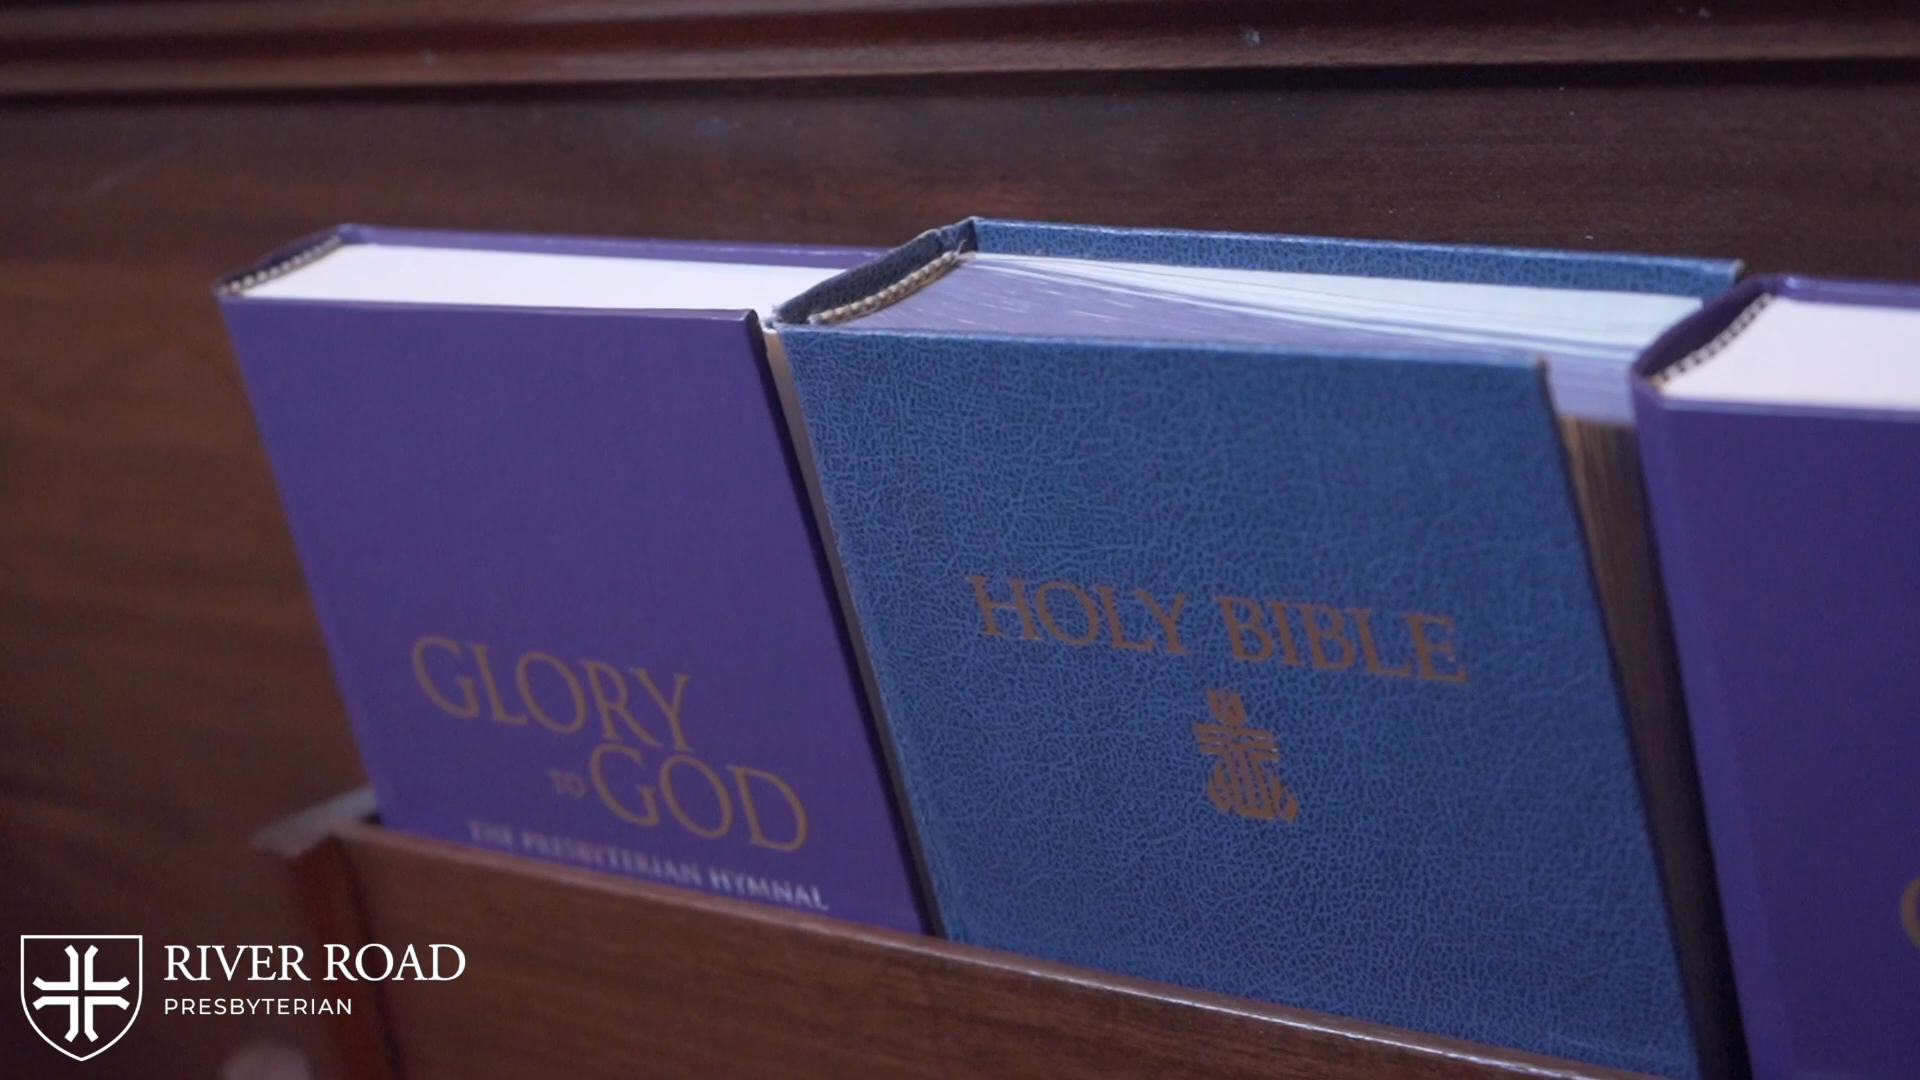 GLORY
TO GOD
THE PRESBYTERIAN HYMNAL
HOLY BIBLE
RIVER ROAD
PRESBYTERIAN